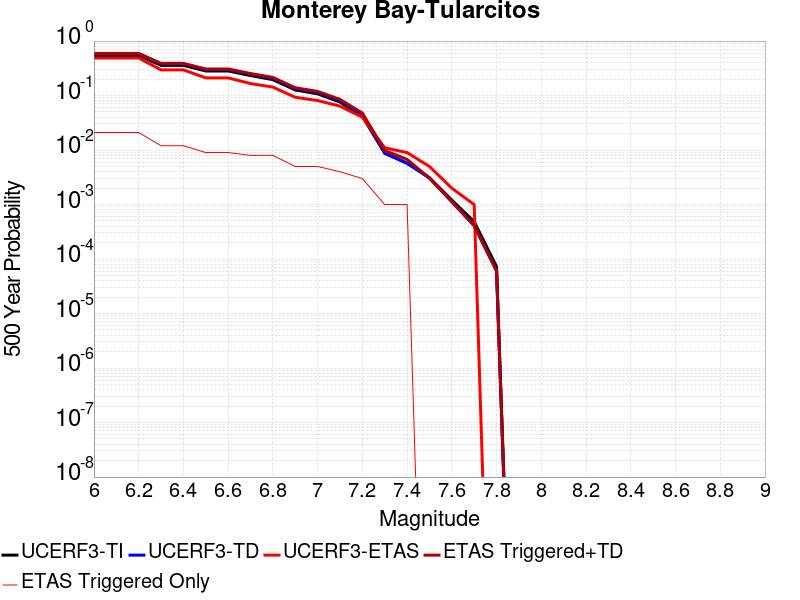 Monterey Bay-Tularcitos
10^0
10^-1
10^-2
10^-3
10^-4
10^-5
10^-6
10^-7
10^-8
500 Year Probability
6 6.2 6.4 6.6 6.8 7 7.2 7.4 7.6 7.8 8 8.2 8.4 8.6 8.8 9
Magnitude
UCERF3-TI UCERF3-TD UCERF3-ETAS ETAS Triggered+TD
ETAS Triggered Only